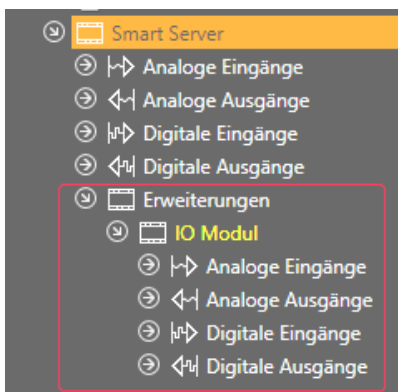 Smart Server
Analoge Eingänge
Analoge Ausgänge
Digitale Eingänge
Digitale Ausgänge
Erweiterungen
IO Modul
Analoge Eingänge
Analoge Ausgänge
Digitale Eingänge
Digitale Ausgänge